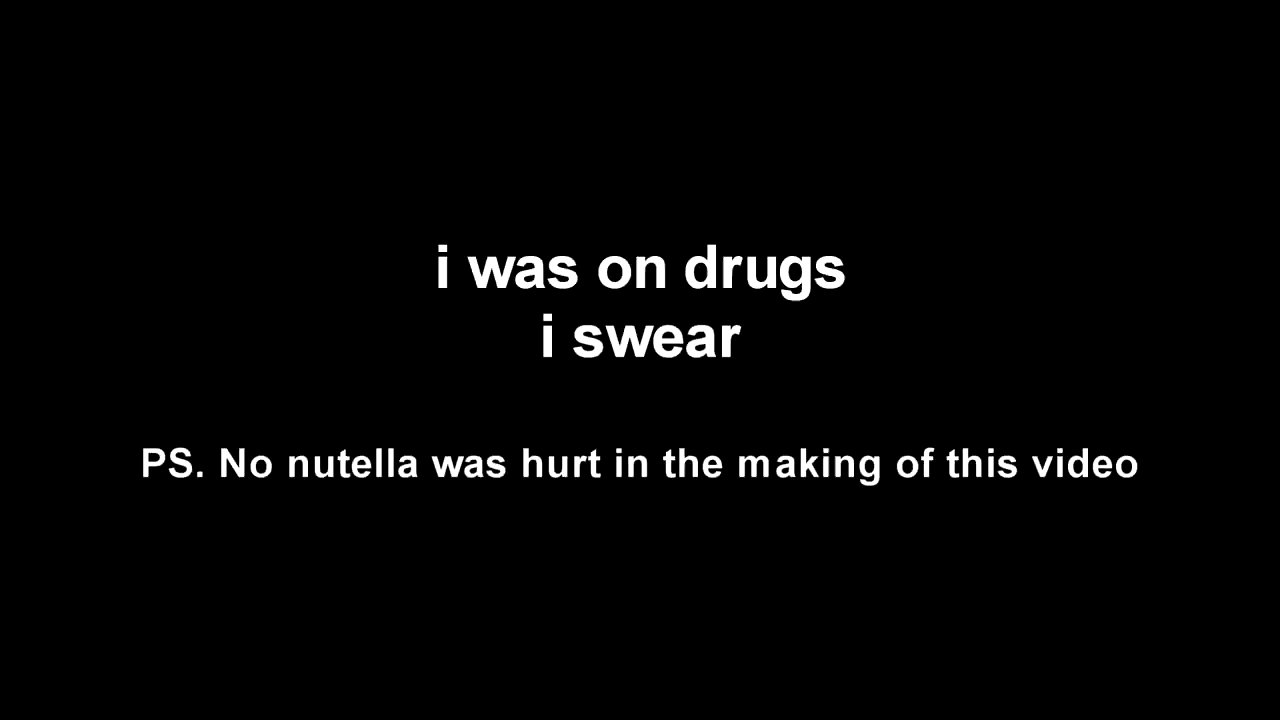 i was on drugs
i swear
PS. No nutella was hurt in the making of this video